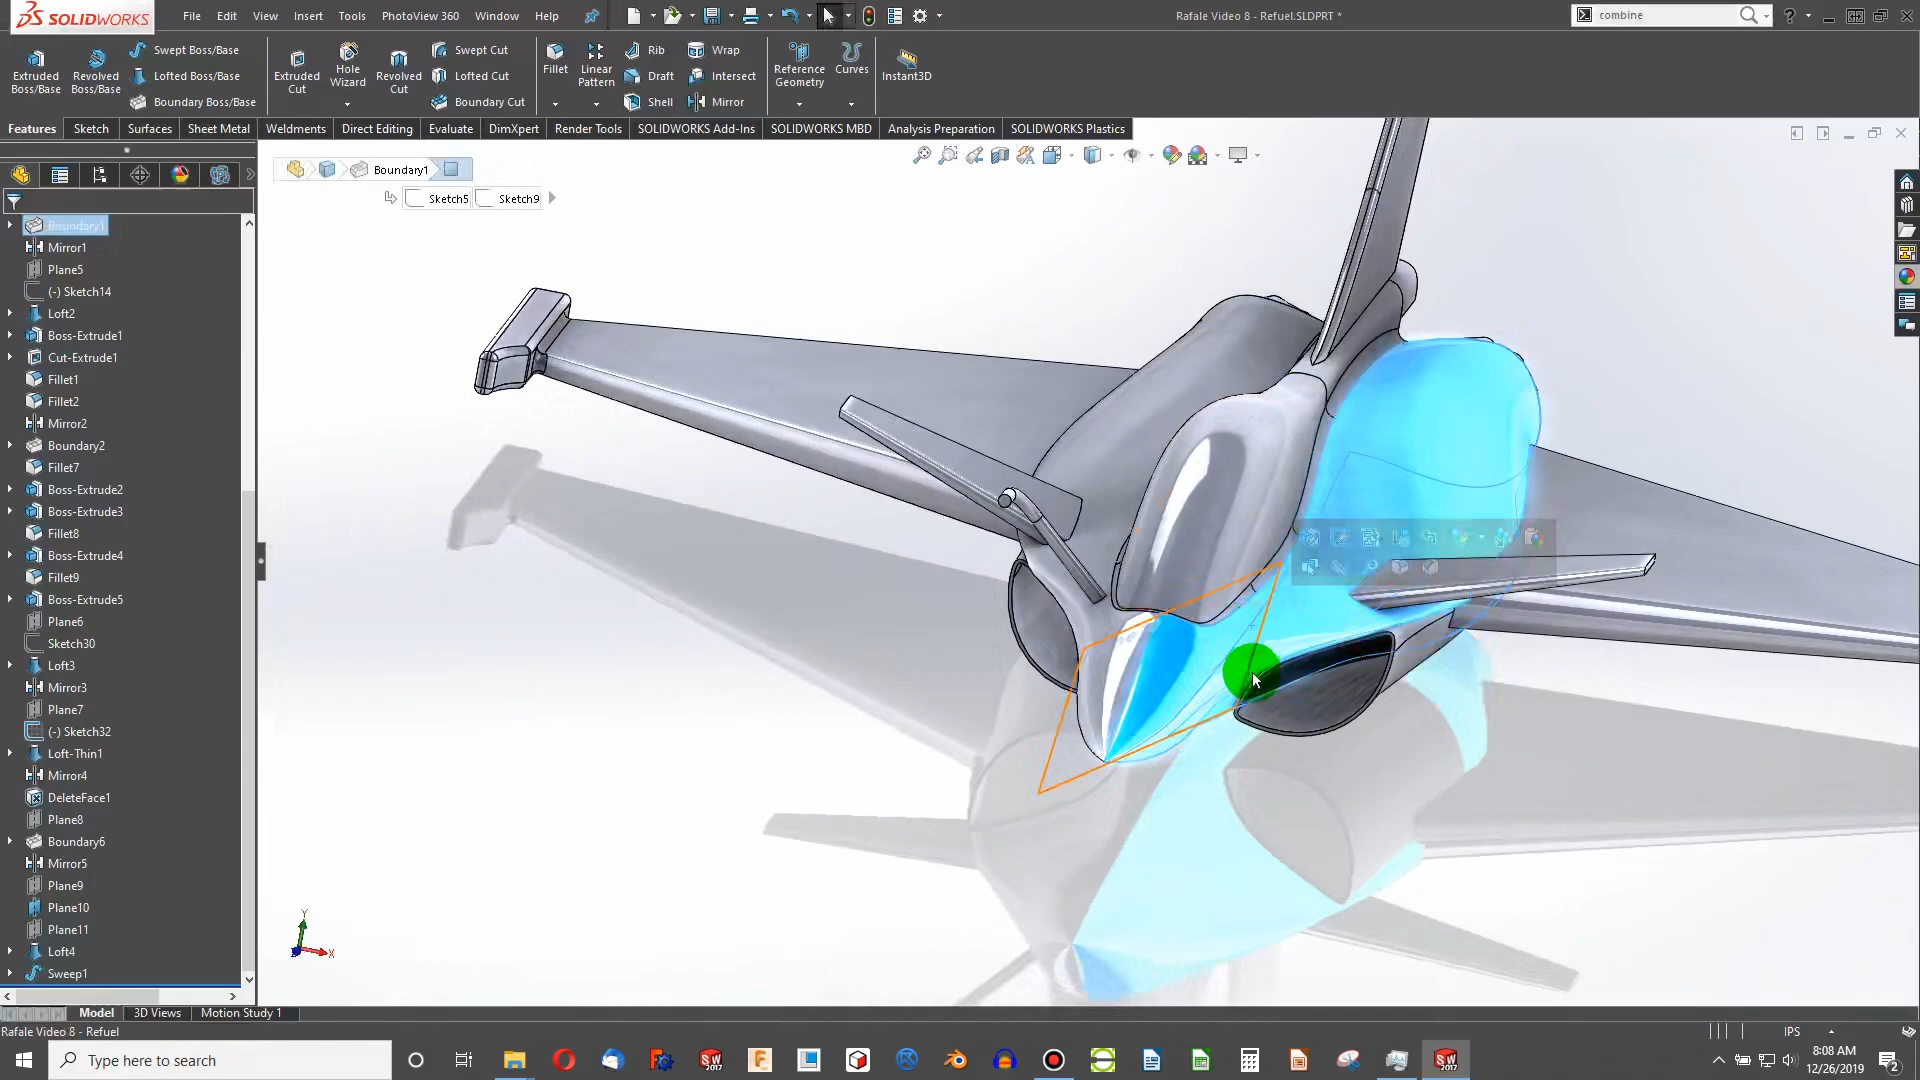 SOLIDWORKS
File Edit View Insert Tools PhotoView 360 Window Help
Rafale Video 8 - Refuel.SLDPRT *
combine
Extruded Boss/Base
Revolved Boss/Base
Swept Boss/Base
Lofted Boss/Base
Boundary Boss/Base
Extruded Cut
Hole Wizard
Revolved Cut
Swept Cut
Lofted Cut
Boundary Cut
Fillet
Linear Pattern
Rib
Draft
Shell
Wrap
Intersect
Mirror
Reference Geometry
Curves
Instant3D
Features Sketch Surfaces Sheet Metal Weldments Direct Editing Evaluate DimXpert Render Tools SOLIDWORKS Add-Ins SOLIDWORKS MBD Analysis Preparation SOLIDWORKS Plastics
Boundary1
Sketch5 Sketch9
Boundary1
Mirror1
Plane5
(-) Sketch14
Loft2
Boss-Extrude1
Cut-Extrude1
Fillet1
Fillet2
Mirror2
Boundary2
Fillet7
Boss-Extrude2
Boss-Extrude3
Fillet8
Boss-Extrude4
Fillet9
Boss-Extrude5
Plane6
Sketch30
Loft3
Mirror3
Plane7
(-) Sketch32
Loft-Thin1
Mirror4
DeleteFace1
Plane8
Boundary6
Mirror5
Plane9
Plane10
Plane11
Loft4
Sweep1
Y
X
Model 3D Views Motion Study 1
Rafale Video 8 - Refuel
IPS
Type here to search
SW 2017
SW 2017
8:08 AM
12/26/2019
2